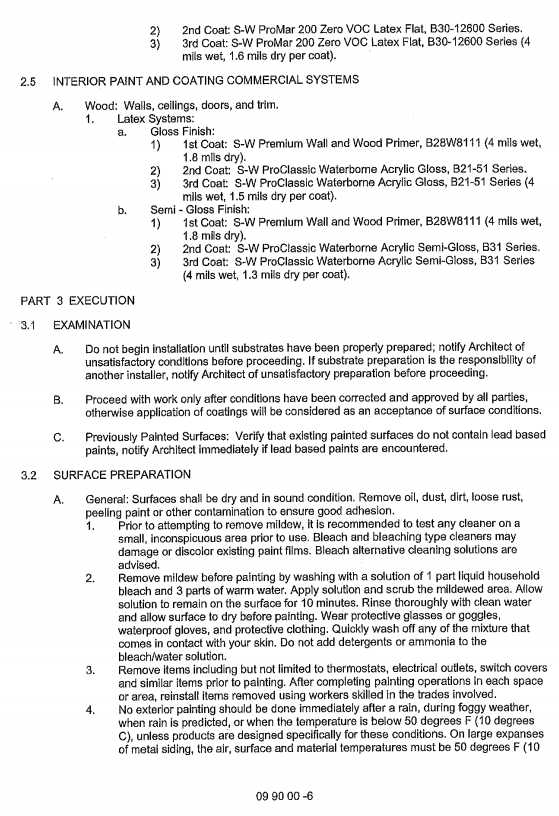 2) 2nd Coat: S-W ProMar 200 Zero VOC Latex Flat, B30-12600 Series.
3) 3rd Coat: S-W ProMar 200 Zero VOC Latex Flat, B30-12600 Series (4
mils wet, 1.6 mils dry per coat).
2.5 INTERIOR PAINT AND COATING COMMERCIAL SYSTEMS
A. Wood: Walls, ceilings, doors, and trim.
1. Latex Systems:
a. Gloss Finish:
1) 1st Coat: S-W Premium Wall and Wood Primer, B28W8111 (4 mils wet,
1.8 mils dry).
2) 2nd Coat: S-W ProClassic Waterborne Acrylic Gloss, B21-51 Series.
3) 3rd Coat: S-W ProClassic Waterborne Acrylic Gloss, B21-51 Series (4
mils wet, 1.5 mils dry per coat).
b. Semi - Gloss Finish:
1) 1st Coat: S-W Premium Wall and Wood Primer, B28W8111 (4 mils wet,
1.8 mils dry).
2) 2nd Coat: S-W ProClassic Waterborne Acrylic Semi-Gloss, B31 Series.
3) 3rd Coat: S-W ProClassic Waterborne Acrylic Semi-Gloss, B31 Series
(4 mils wet, 1.3 mils dry per coat).
PART 3 EXECUTION
3.1 EXAMINATION
A. Do not begin installation until substrates have been properly prepared; notify Architect of
unsatisfactory conditions before proceeding. If substrate preparation is the responsibility of
another installer, notify Architect of unsatisfactory preparation before proceeding.
B. Proceed with work only after conditions have been corrected and approved by all parties,
otherwise application of coatings will be considered as an acceptance of surface conditions.
C. Previously Painted Surfaces: Verify that existing painted surfaces do not contain lead based
paints, notify Architect immediately if lead based paints are encountered.
3.2 SURFACE PREPARATION
A. General: Surfaces shall be dry and in sound condition. Remove oil, dust, dirt, loose rust,
peeling paint or other contamination to ensure good adhesion.
1. Prior to attempting to remove mildew, it is recommended to test any cleaner on a
small, inconspicuous area prior to use. Bleach and bleaching type cleaners may
damage or discolor existing paint films. Bleach alternative cleaning solutions are
advised.
2. Remove mildew before painting by washing with a solution of 1 part liquid household
bleach and 3 parts of warm water. Apply solution and scrub the mildewed area. Allow
solution to remain on the surface for 10 minutes. Rinse thoroughly with clean water
and allow surface to dry before painting. Wear protective glasses or goggles,
waterproof gloves, and protective clothing. Quickly wash off any of the mixture that
comes in contact with your skin. Do not add detergents or ammonia to the
bleach/water solution.
3. Remove items including but not limited to thermostats, electrical outlets, switch covers
and similar items prior to painting. After completing painting operations in each space
or area, reinstall items removed using workers skilled in the trades involved.
4. No exterior painting should be done immediately after a rain, during foggy weather,
when rain is predicted, or when the temperature is below 50 degrees F (10 degrees
C), unless products are designed specifically for these conditions. On large expanses
of metal siding, the air, surface and material temperatures must be 50 degrees F (10
09 90 00 -6